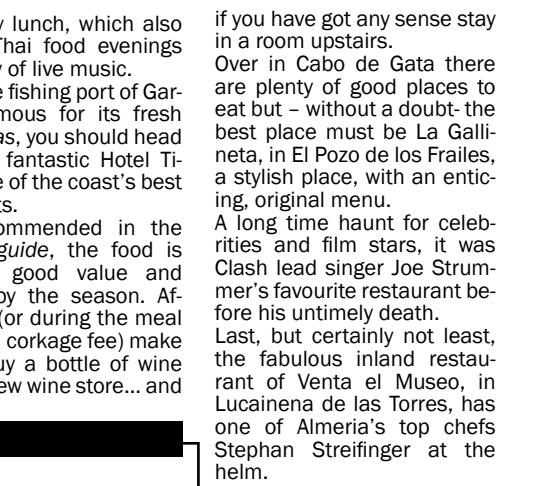 y lunch, which also
Thai food evenings
y of live music.
e fishing port of Gar-
mous for its fresh
as, you should head
fantastic Hotel Ti-
e of the coast's best
ts.
ommended in the
guide, the food is
good value and
by the season. Af-
(or during the meal
corkage fee) make
uy a bottle of wine
ew wine store... and
if you have got any sense stay
in a room upstairs.
Over in Cabo de Gata there
are plenty of good places to
eat but – without a doubt- the
best place must be La Galli-
neta, in El Pozo de los Frailes,
a stylish place, with an entic-
ing, original menu.
A long time haunt for celeb-
rities and film stars, it was
Clash lead singer Joe Strum-
mer's favourite restaurant be-
fore his untimely death.
Last, but certainly not least,
the fabulous inland restau-
rant of Venta el Museo, in
Lucainena de las Torres, has
one of Almeria's top chefs
Stephan Streifinger at the
helm.